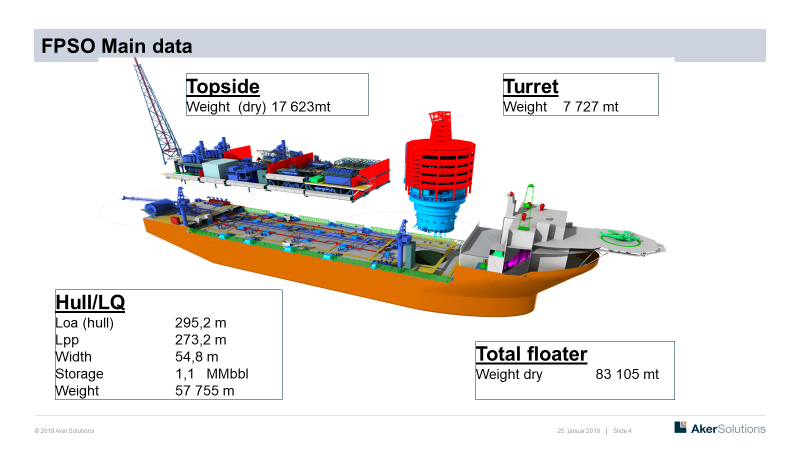 FPSO Main data
Topside
Weight (dry) 17 623mt
Turret
Weight 7 727 mt
Hull/LQ
Loa (hull) 295,2 m
Lpp 273,2 m
Width 54,8 m
Storage 1,1 MMbbl
Weight 57 755 m
Total floater
Weight dry 83 105 mt
© 2018 Aker Solutions
25. januar 2019
Slide 4
AkerSolutions